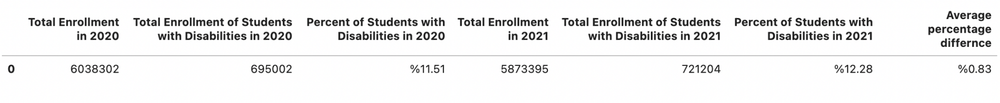 Total Enrollment in 2020
Total Enrollment of Students with Disabilities in 2020
Percent of Students with Disabilities in 2020
Total Enrollment in 2021
Total Enrollment of Students with Disabilities in 2021
Percent of Students with Disabilities in 2021
Average percentage differnce
0 6038302 695002 %11.51 5873395 721204 %12.28 %0.83